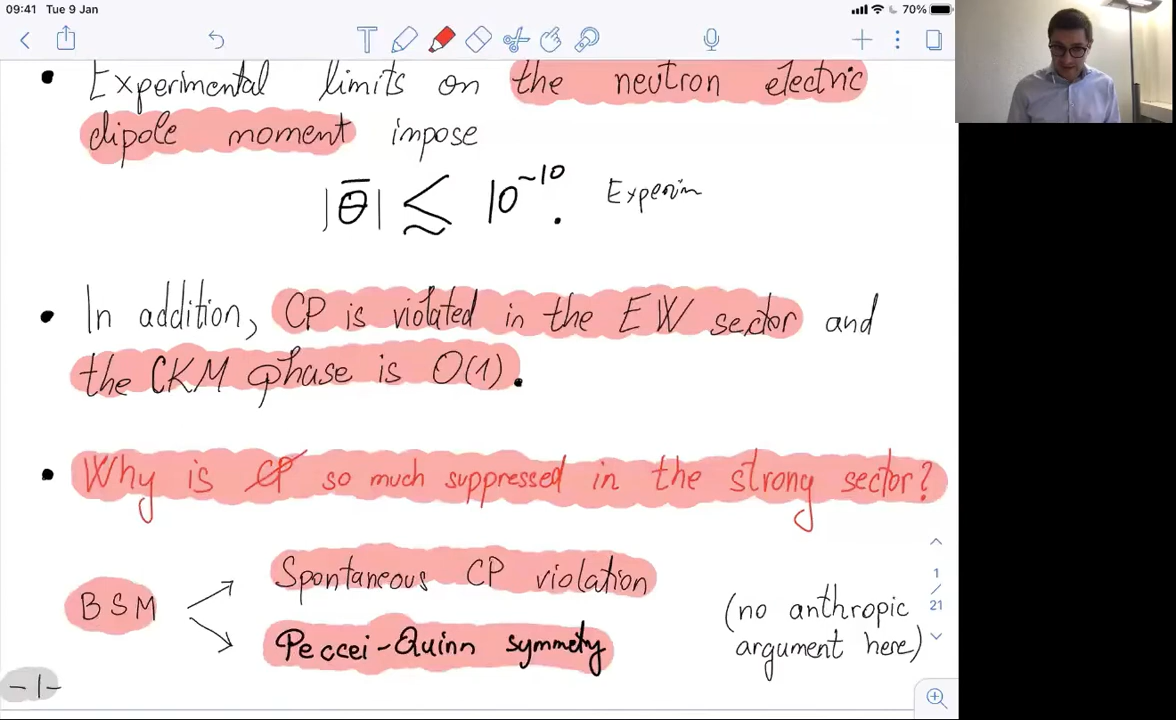 09:41 Tue 9 Jan
70%
• Experimental limits on the neutron electric
dipole moment impose
|θ̄| ≲ 10^-10. Experim
• In addition, CP is violated in the EW sector and
the CKM phase is O(1).
• Why is C̸P̸ so much suppressed in the strong sector?
Spontaneous CP violation
BSM
Peccei-Quinn symmetry
(no anthropic
argument here)
1
/
21
-1-